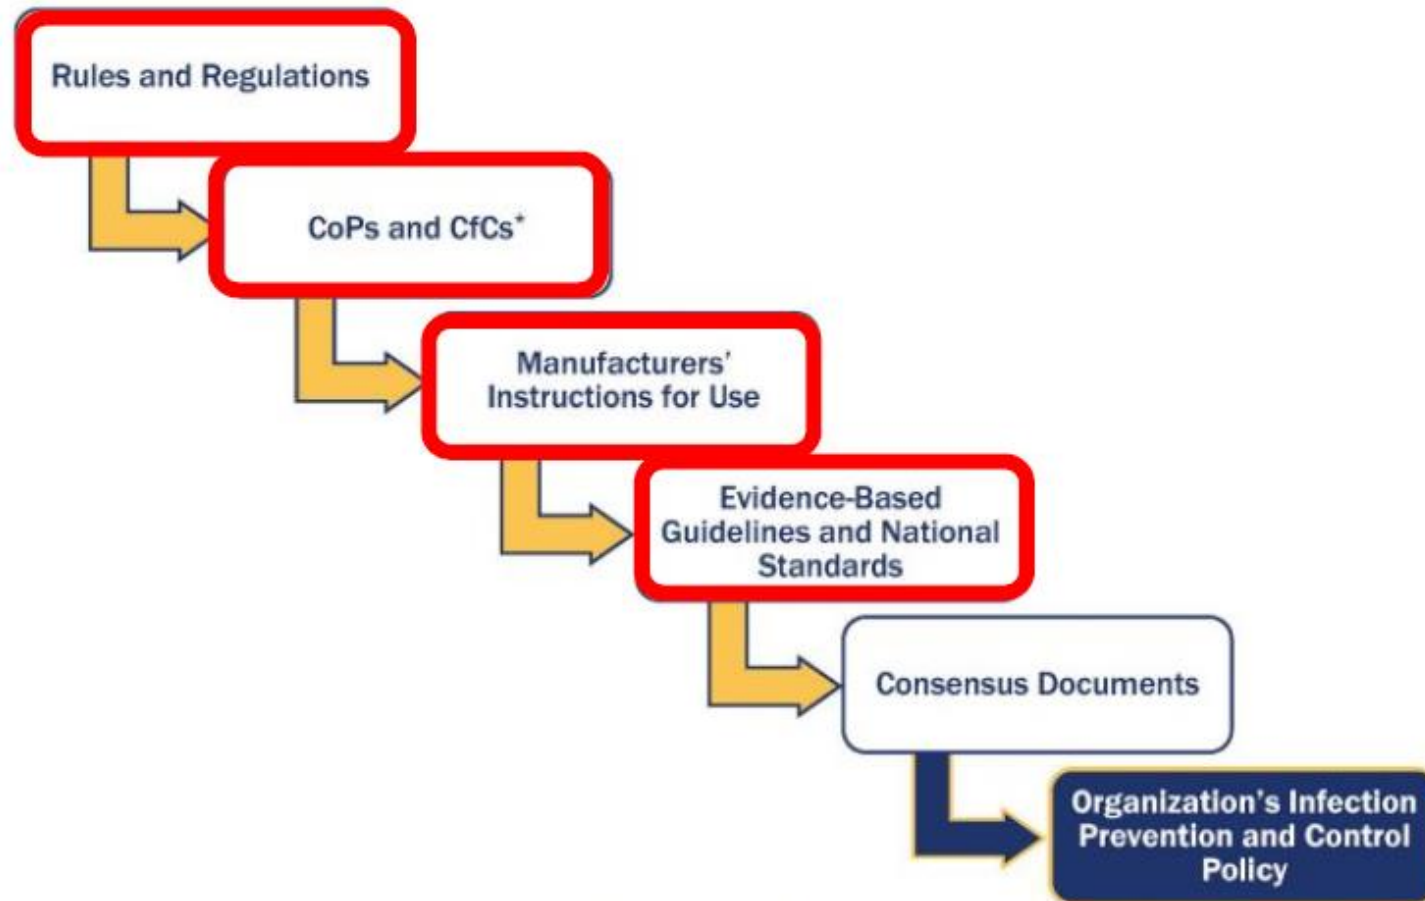 Rules and Regulations
CoPs and CfCs*
Manufacturers’
Instructions for Use
Evidence-Based
Guidelines and National
Standards
Consensus Documents
Organization’s Infection
Prevention and Control
Policy